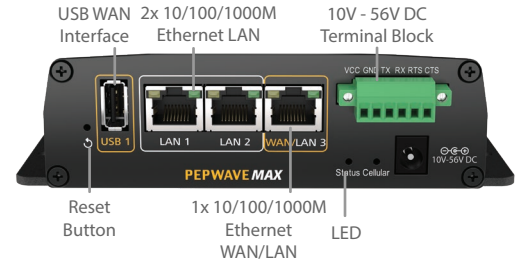 USB WAN
Interface
2x 10/100/1000M
Ethernet LAN
10V - 56V DC
Terminal Block
VCC GND TX RX RTS CTS
USB 1
LAN 1
LAN 2
WAN/LAN 3
10V-56V DC
Status Cellular
PEPWAVE MAX
Reset
Button
1x 10/100/1000M
Ethernet
WAN/LAN
LED